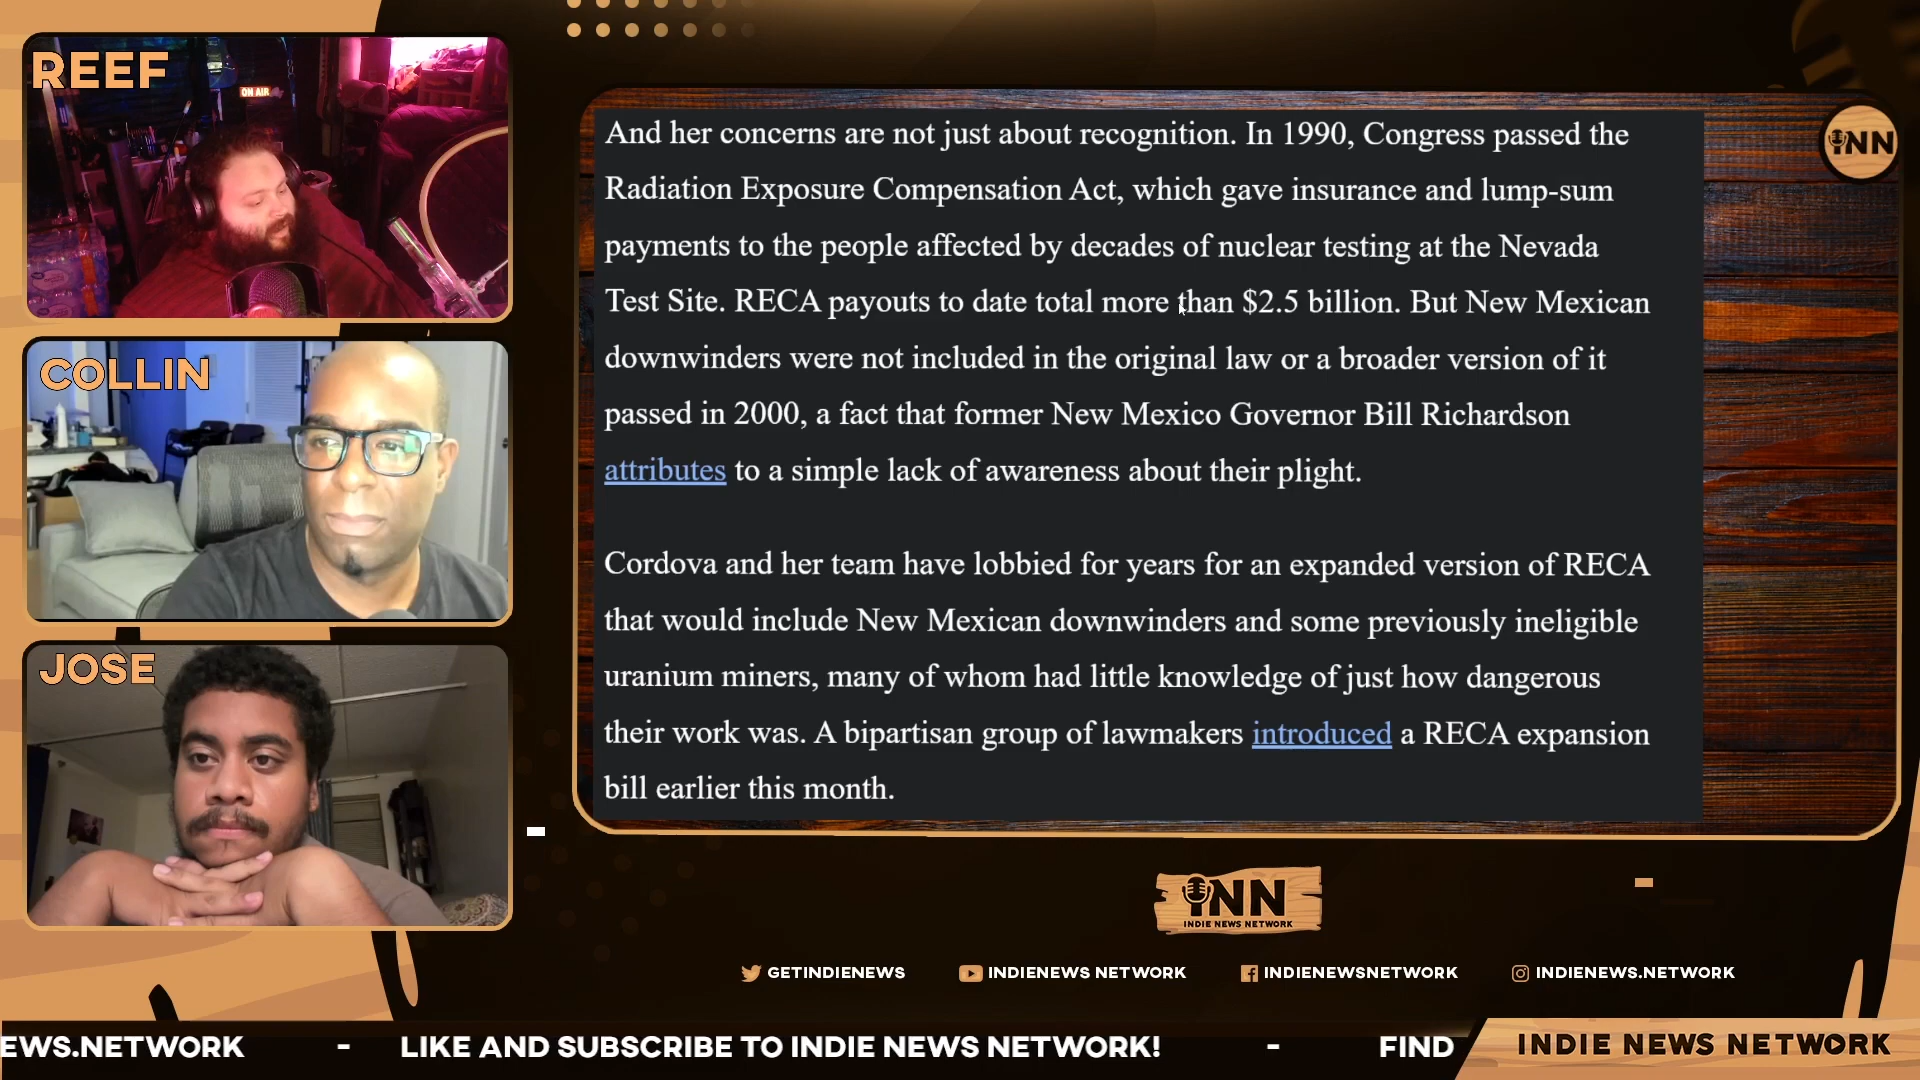 REEF
ON AIR
COLLIN
JOSE
And her concerns are not just about recognition. In 1990, Congress passed the
Radiation Exposure Compensation Act, which gave insurance and lump-sum
payments to the people affected by decades of nuclear testing at the Nevada
Test Site. RECA payouts to date total more than $2.5 billion. But New Mexican
downwinders were not included in the original law or a broader version of it
passed in 2000, a fact that former New Mexico Governor Bill Richardson
attributes to a simple lack of awareness about their plight.
Cordova and her team have lobbied for years for an expanded version of RECA
that would include New Mexican downwinders and some previously ineligible
uranium miners, many of whom had little knowledge of just how dangerous
their work was. A bipartisan group of lawmakers introduced a RECA expansion
bill earlier this month.
INN
INN
INDIE NEWS NETWORK
GETINDIENEWS
INDIENEWS NETWORK
INDIENEWSNETWORK
INDIENEWS.NETWORK
EWS.NETWORK - LIKE AND SUBSCRIBE TO INDIE NEWS NETWORK! - FIND
INDIE NEWS NETWORK